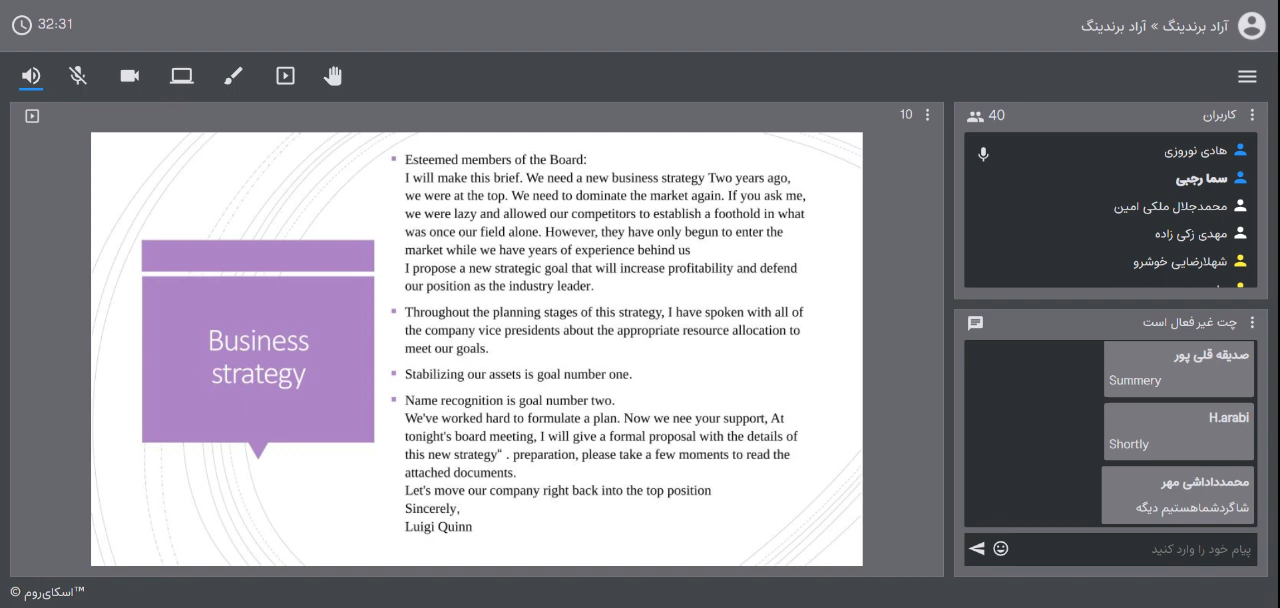 32:31
آراد برندینگ » آراد برندینگ
10
Business
strategy
Esteemed members of the Board:
I will make this brief. We need a new business strategy Two years ago,
we were at the top. We need to dominate the market again. If you ask me,
we were lazy and allowed our competitors to establish a foothold in what
was once our field alone. However, they have only begun to enter the
market while we have years of experience behind us
I propose a new strategic goal that will increase profitability and defend
our position as the industry leader.
Throughout the planning stages of this strategy, I have spoken with all of
the company vice presidents about the appropriate resource allocation to
meet our goals.
Stabilizing our assets is goal number one.
Name recognition is goal number two.
We've worked hard to formulate a plan. Now we nee your support, At
tonight's board meeting, I will give a formal proposal with the details of
this new strategy“ . preparation, please take a few moments to read the
attached documents.
Let's move our company right back into the top position
Sincerely,
Luigi Quinn
کاربران
40
هادی نوروزی
سما رجبی
محمدجلال ملکی امین
مهدی زکی زاده
شهلارضایی خوشرو
چت غیر فعال است
صدیقه قلی پور
Summery
H.arabi
Shortly
محمدداداشی مهر
شاگردشماهستیم دیگه
پیام خود را وارد کنید
© اسکای‌روم™